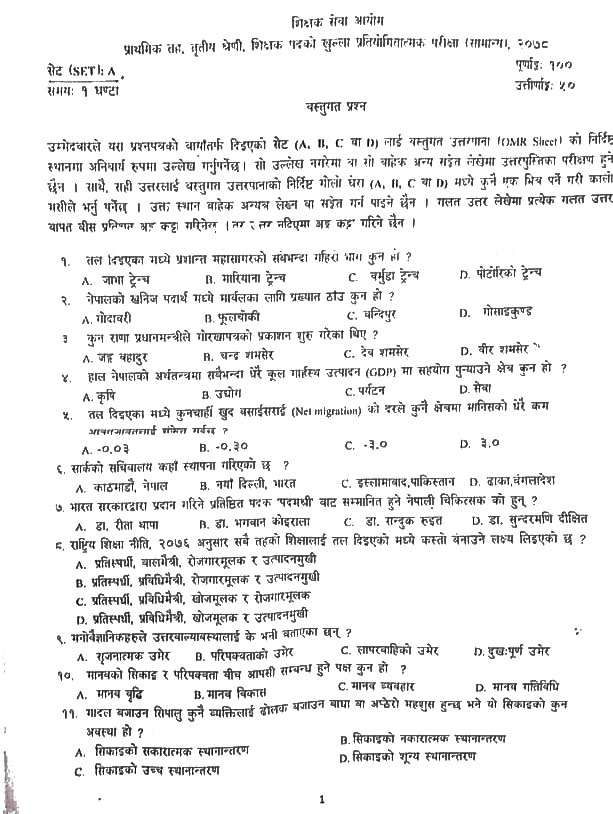 शिक्षक सेवा आयोग
प्राथमिक तह, तृतीय श्रेणी, शिक्षक पदको खुल्ला प्रतियोगितात्मक परीक्षा (सामान्य), २०७८
सेट (SET): A
पूर्णाङ्क: १००
समय: १ घण्टा
उत्तीर्णाङ्क: ५०
वस्तुगत प्रश्न
उम्मेदवारले यस प्रश्नपत्रको बायाँतर्फ दिइएको सेट (A, B, C वा D) लाई वस्तुगत उत्तरपाना (OMR Sheet) को निर्दिष्ट
स्थानमा अनिवार्य रुपमा उल्लेख गर्नुपर्नेछ। सो उल्लेख नगरेमा वा सो बाहेक अन्य सङ्केत लेखेमा उत्तरपुस्तिका परीक्षण हुने
छैन । साथै, सही उत्तरलाई वस्तुगत उत्तरपानाको निर्दिष्ट गोलो घेरा (A, B, C वा D) मध्ये कुनै एक भित्र पर्ने गरी कालो
मसीले भर्नु पर्नेछ । उक्त स्थान बाहेक अन्यत्र लेख्न वा सङ्केत गर्न पाइने छैन । गलत उत्तर लेखेमा प्रत्येक गलत उत्तर
बापत बीस प्रतिशत अङ्क कट्टा गरिनेछ । तर उत्तर नदिएमा अङ्क कट्टा गरिने छैन ।
१. तल दिइएका मध्ये प्रशान्त महासागरको सबैभन्दा गहिरो भाग कुन हो ?
A. जाभा ट्रेन्च B. मारियाना ट्रेन्च C. वर्मुडा ट्रेन्च D. पोर्टोरिको ट्रेन्च
२. नेपालको खनिज पदार्थ मध्ये मार्बलका लागि प्रख्यात ठाउँ कुन हो ?
A. गोदावरी B. फूलचोकी C. चन्दिपुर D. गोसाइकुण्ड
३ कुन राणा प्रधानमन्त्रीले गोरखापत्रको प्रकाशन शुरु गरेका थिए ?
A. जङ्ग बहादुर B. चन्द्र शमसेर C. देव शमसेर D. वीर शमसेर
४. हाल नेपालको अर्थतन्त्रमा सबैभन्दा धेरै कूल गार्हस्य उत्पादन (GDP) मा सहयोग पुन्याउने क्षेत्र कुन हो ?
A. कृषि B. उद्योग C. पर्यटन D. सेवा
५. तल दिइएका मध्ये कुनचाहीँ खुद बसाईसराई (Net migration) को दरले कुनै क्षेत्रमा मानिसको धेरै कम
A. -०.०३ B. -०.३० C. -३.० D. ३.०
६. सार्कको सचिवालय कहाँ स्थापना गरिएको छ ?
A. काठमाडौँ, नेपाल B. नयाँ दिल्ली, भारत C. इस्लामाबाद,पाकिस्तान D. ढाका,बंगलादेश
७. भारत सरकारद्वारा प्रदान गरिने प्रतिष्ठित पदक 'पदमश्री' बाट सम्मानित हुने नेपाली चिकित्सक को हुन् ?
A. डा. रीता थापा B. डा. भगवान कोइराला C. डा. सन्दुक रुइत D. डा. सुन्दरमणि दीक्षित
८. राष्ट्रिय शिक्षा नीति, २०७६ अनुसार सबै तहको शिक्षालाई तल दिइएको मध्ये कस्तो बनाउने लक्ष्य लिइएको छ ?
A. प्रतिस्पर्धी, बालमैत्री, रोजगारमूलक र उत्पादनमुखी
B. प्रतिस्पर्धी, प्रविधिमैत्री, रोजगारमूलक र उत्पादनमुखी
C. प्रतिस्पर्धी, प्रविधिमैत्री, खोजमूलक र रोजगारमूलक
D. प्रतिस्पर्धी, प्रविधिमैत्री, खोजमूलक र उत्पादनमुखी
९. मनोवैज्ञानिकहरुले उत्तरबाल्यावस्थालाई के भनी बताएका छन् ?
A. सृजनात्मक उमेर B. परिपक्वताको उमेर C. लापरवाहिको उमेर D. दुखःपूर्ण उमेर
१०. मानवको सिकाइ र परिपक्वता बीच आपसी सम्बन्ध हुने पक्ष कुन हो ?
A. मानव वृद्धि B. मानव विकास C. मानव व्यवहार D. मानव गतिविधि
११. मादल बजाउन सिपालु कुनै व्यक्तिलाई ढोलक बजाउन बाधा वा अप्ठेरो महशुस हुन्छ भने यो सिकाइको कुन
अवस्था हो ?
A. सिकाइको सकारात्मक स्थानान्तरण B. सिकाइको नकारात्मक स्थानान्तरण
C. सिकाइको उच्च स्थानान्तरण D. सिकाइको शून्य स्थानान्तरण
1